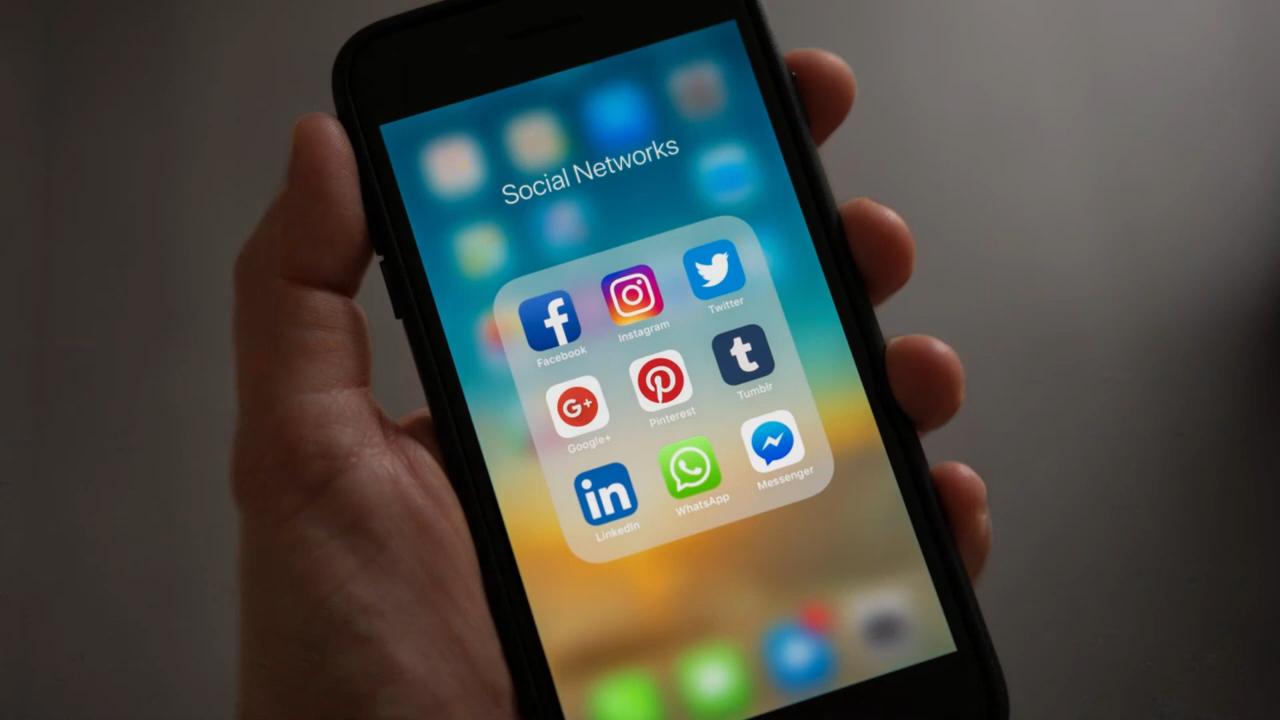 Social Networks
Facebook
Instagram
Twitter
Google+
Pinterest
Tumblr
LinkedIn
WhatsApp
Messenger